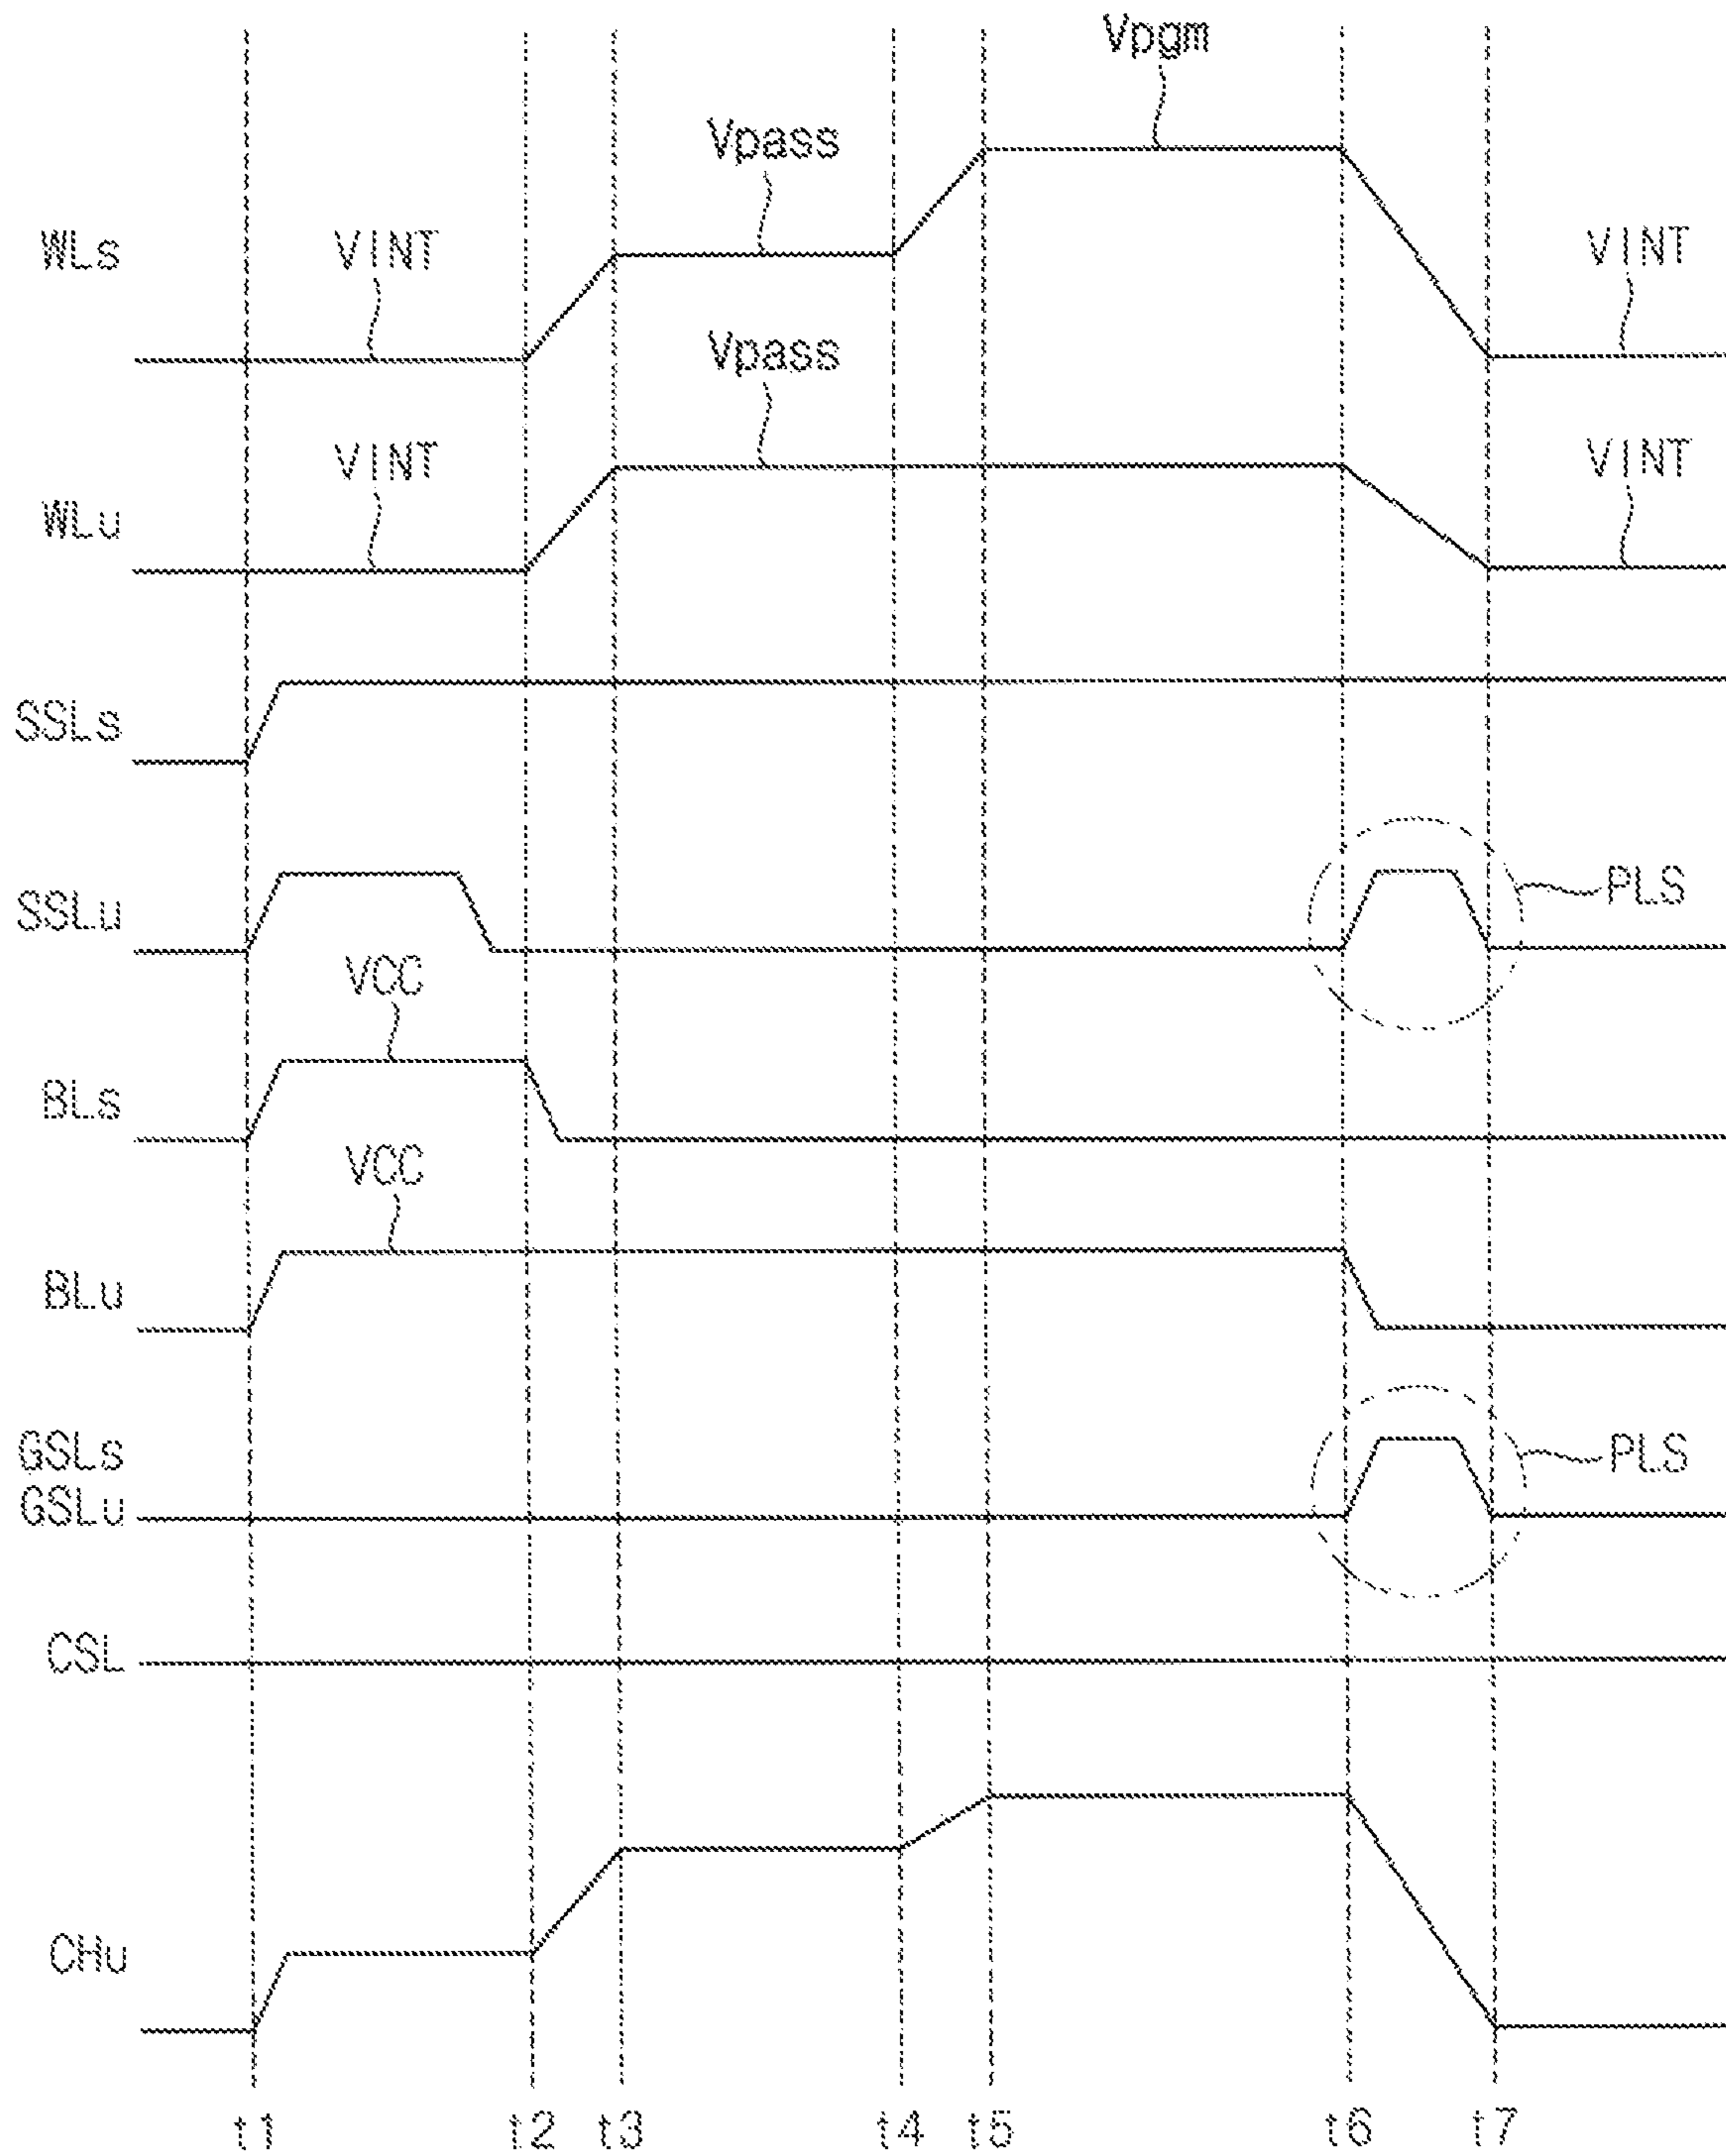 Vpgm
Vpass
WLs
VINT
VINT
Vpass
WLu
VINT
VINT
SSLs
SSLu
PLS
VCC
BLs
VCC
BLu
GSLs
PLS
GSLu
CSL
CHu
t1 t2 t3 t4 t5 t6 t7